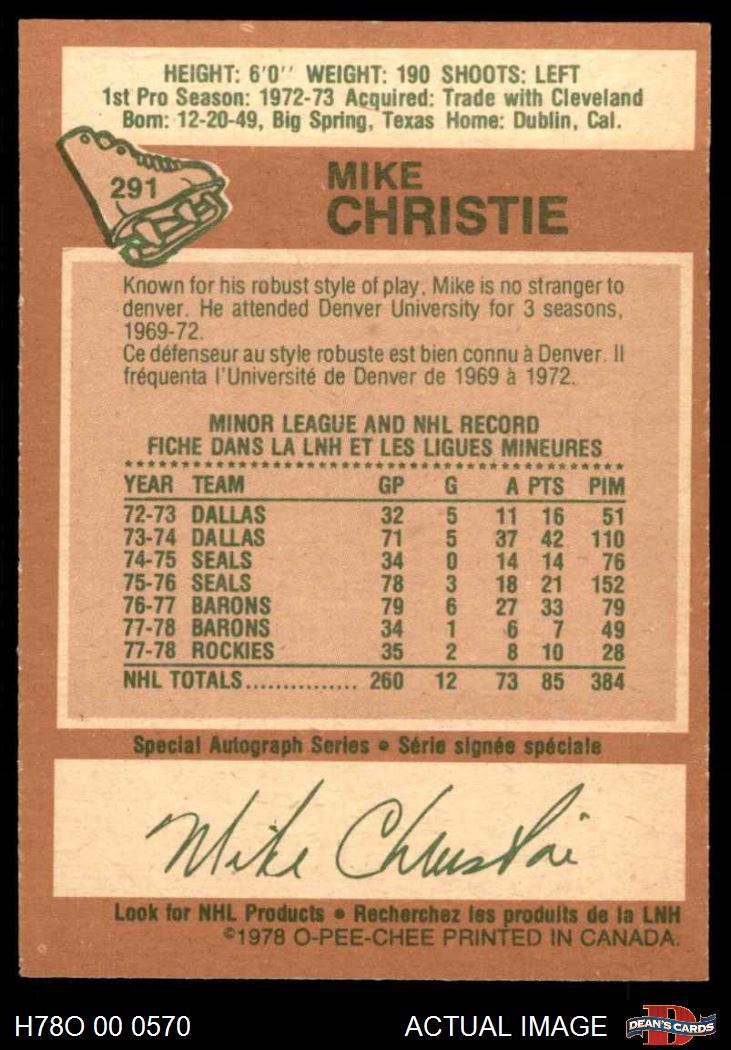 HEIGHT: 6'0'' WEIGHT: 190 SHOOTS: LEFT
1st Pro Season: 1972-73 Acquired: Trade with Cleveland
Born: 12-20-49, Big Spring, Texas Home: Dublin, Cal.
291
MIKE
CHRISTIE
Known for his robust style of play, Mike is no stranger to
denver. He attended Denver University for 3 seasons,
1969-72.
Ce défenseur au style robuste est bien connu à Denver. Il
fréquenta l'Université de Denver de 1969 à 1972.
MINOR LEAGUE AND NHL RECORD
FICHE DANS LA LNH ET LES LIGUES MINEURES
YEAR TEAM GP G A PTS PIM
72-73 DALLAS 32 5 11 16 51
73-74 DALLAS 71 5 37 42 110
74-75 SEALS 34 0 14 14 76
75-76 SEALS 78 3 18 21 152
76-77 BARONS 79 6 27 33 79
77-78 BARONS 34 1 6 7 49
77-78 ROCKIES 35 2 8 10 28
NHL TOTALS............... 260 12 73 85 384
Special Autograph Series • Série signée spéciale
Mike Christie
Look for NHL Products • Recherchez les produits de la LNH
©1978 O-PEE-CHEE PRINTED IN CANADA.
H78O 00 0570 ACTUAL IMAGE
D
DEAN'S CARDS